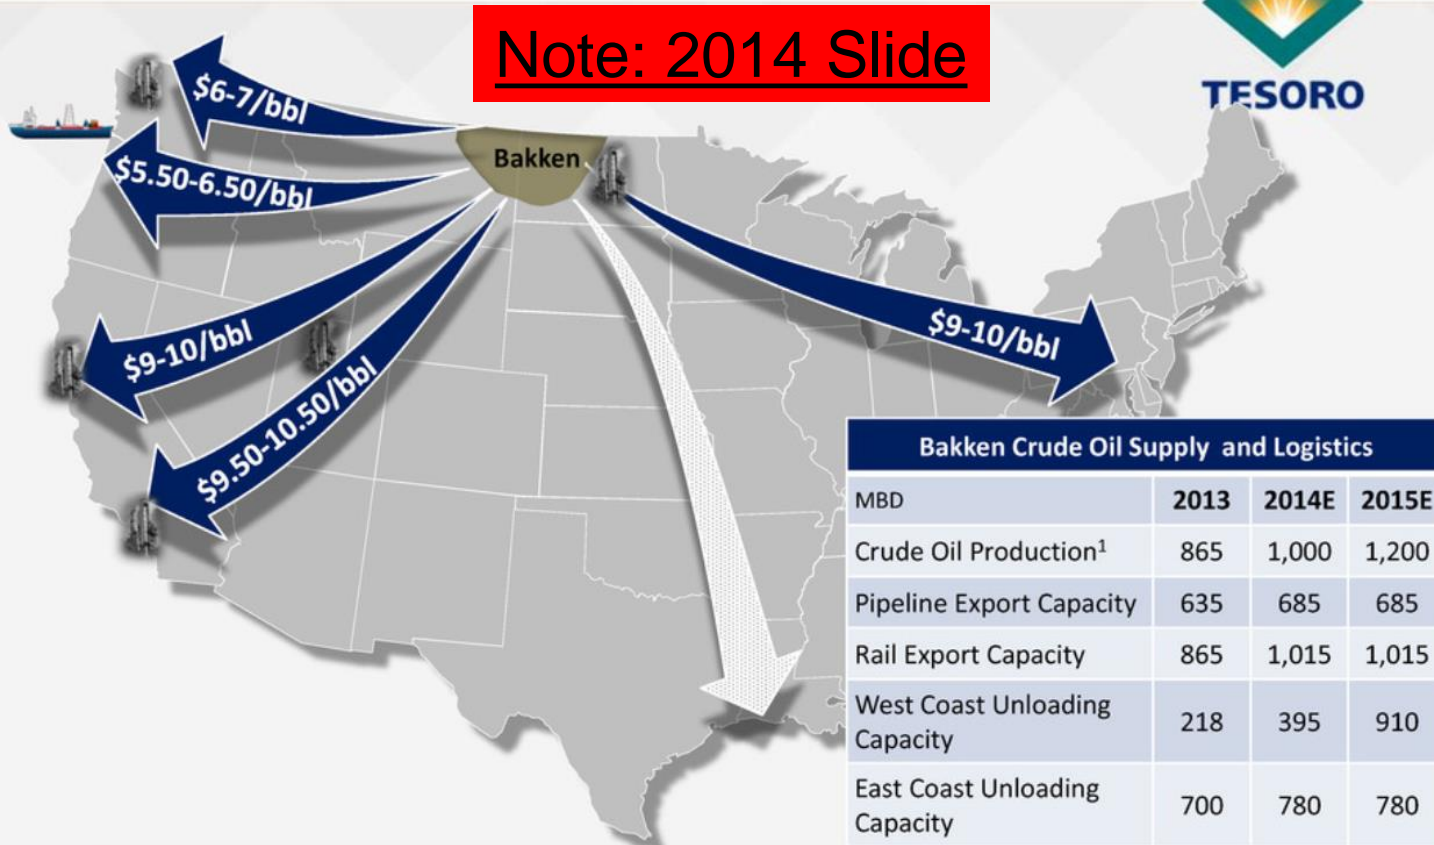 Note: 2014 Slide
TESORO
$6-7/bbl
Bakken
$5.50-6.50/bbl
$9-10/bbl
$9.50-10.50/bbl
$9-10/bbl
Bakken Crude Oil Supply and Logistics
MBD 2013 2014E 2015E
Crude Oil Production¹ 865 1,000 1,200
Pipeline Export Capacity 635 685 685
Rail Export Capacity 865 1,015 1,015
West Coast Unloading
Capacity 218 395 910
East Coast Unloading
Capacity 700 780 780